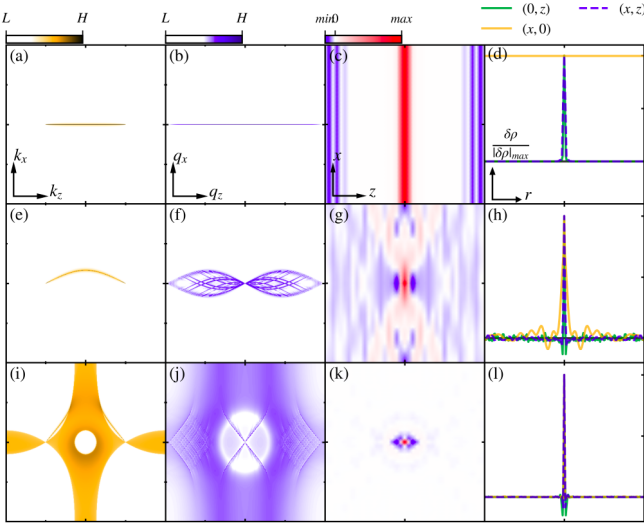 L H L H min 0 max (0, z) (x, z)
(x, 0)
(a) (b) (c) (d)
k_x q_x x δρ/|δρ|_max
k_z q_z z r
(e) (f) (g) (h)
(i) (j) (k) (l)